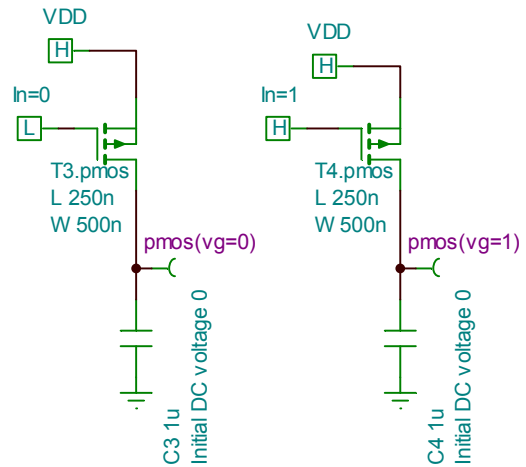 VDD
H
In=0
L
T3.pmos
L 250n
W 500n
pmos(vg=0)
C3 1u
Initial DC voltage 0
VDD
H
In=1
H
T4.pmos
L 250n
W 500n
pmos(vg=1)
C4 1u
Initial DC voltage 0